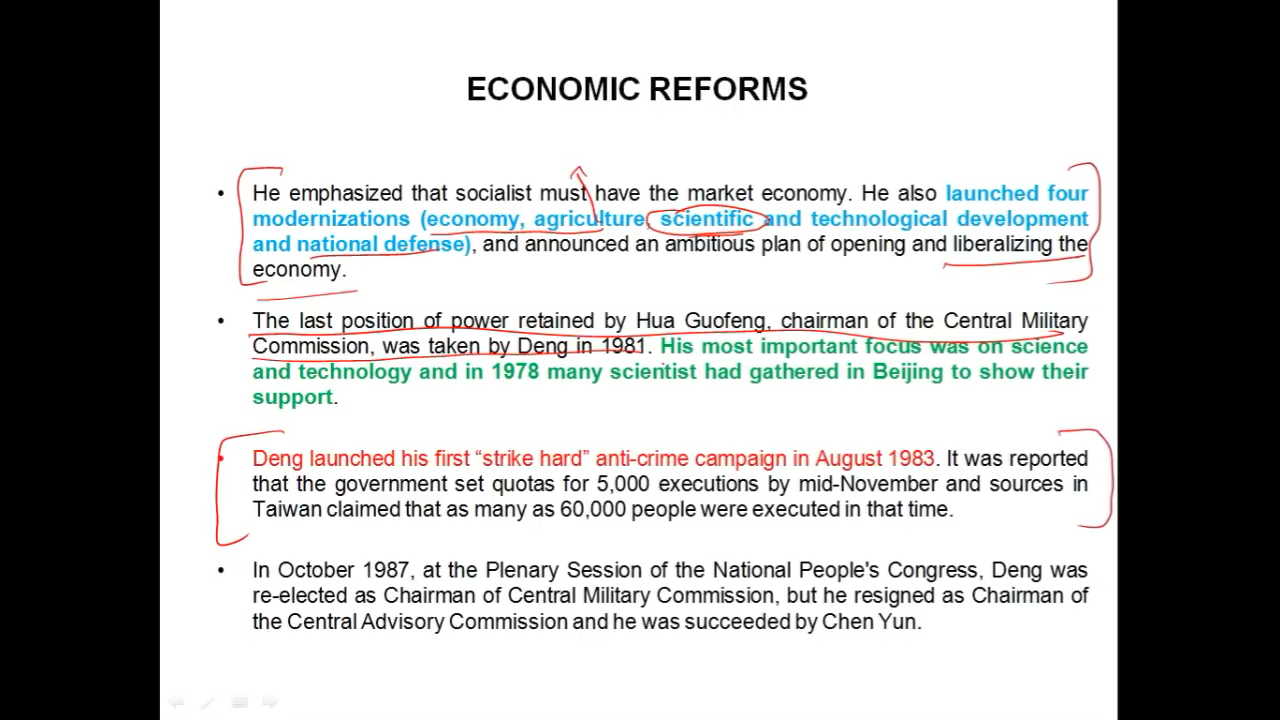 ECONOMIC REFORMS
• He emphasized that socialist must have the market economy. He also launched four
modernizations (economy, agriculture, scientific and technological development
and national defense), and announced an ambitious plan of opening and liberalizing the
economy.
• The last position of power retained by Hua Guofeng, chairman of the Central Military
Commission, was taken by Deng in 1981. His most important focus was on science
and technology and in 1978 many scientist had gathered in Beijing to show their
support.
• Deng launched his first “strike hard” anti-crime campaign in August 1983. It was reported
that the government set quotas for 5,000 executions by mid-November and sources in
Taiwan claimed that as many as 60,000 people were executed in that time.
• In October 1987, at the Plenary Session of the National People's Congress, Deng was
re-elected as Chairman of Central Military Commission, but he resigned as Chairman of
the Central Advisory Commission and he was succeeded by Chen Yun.